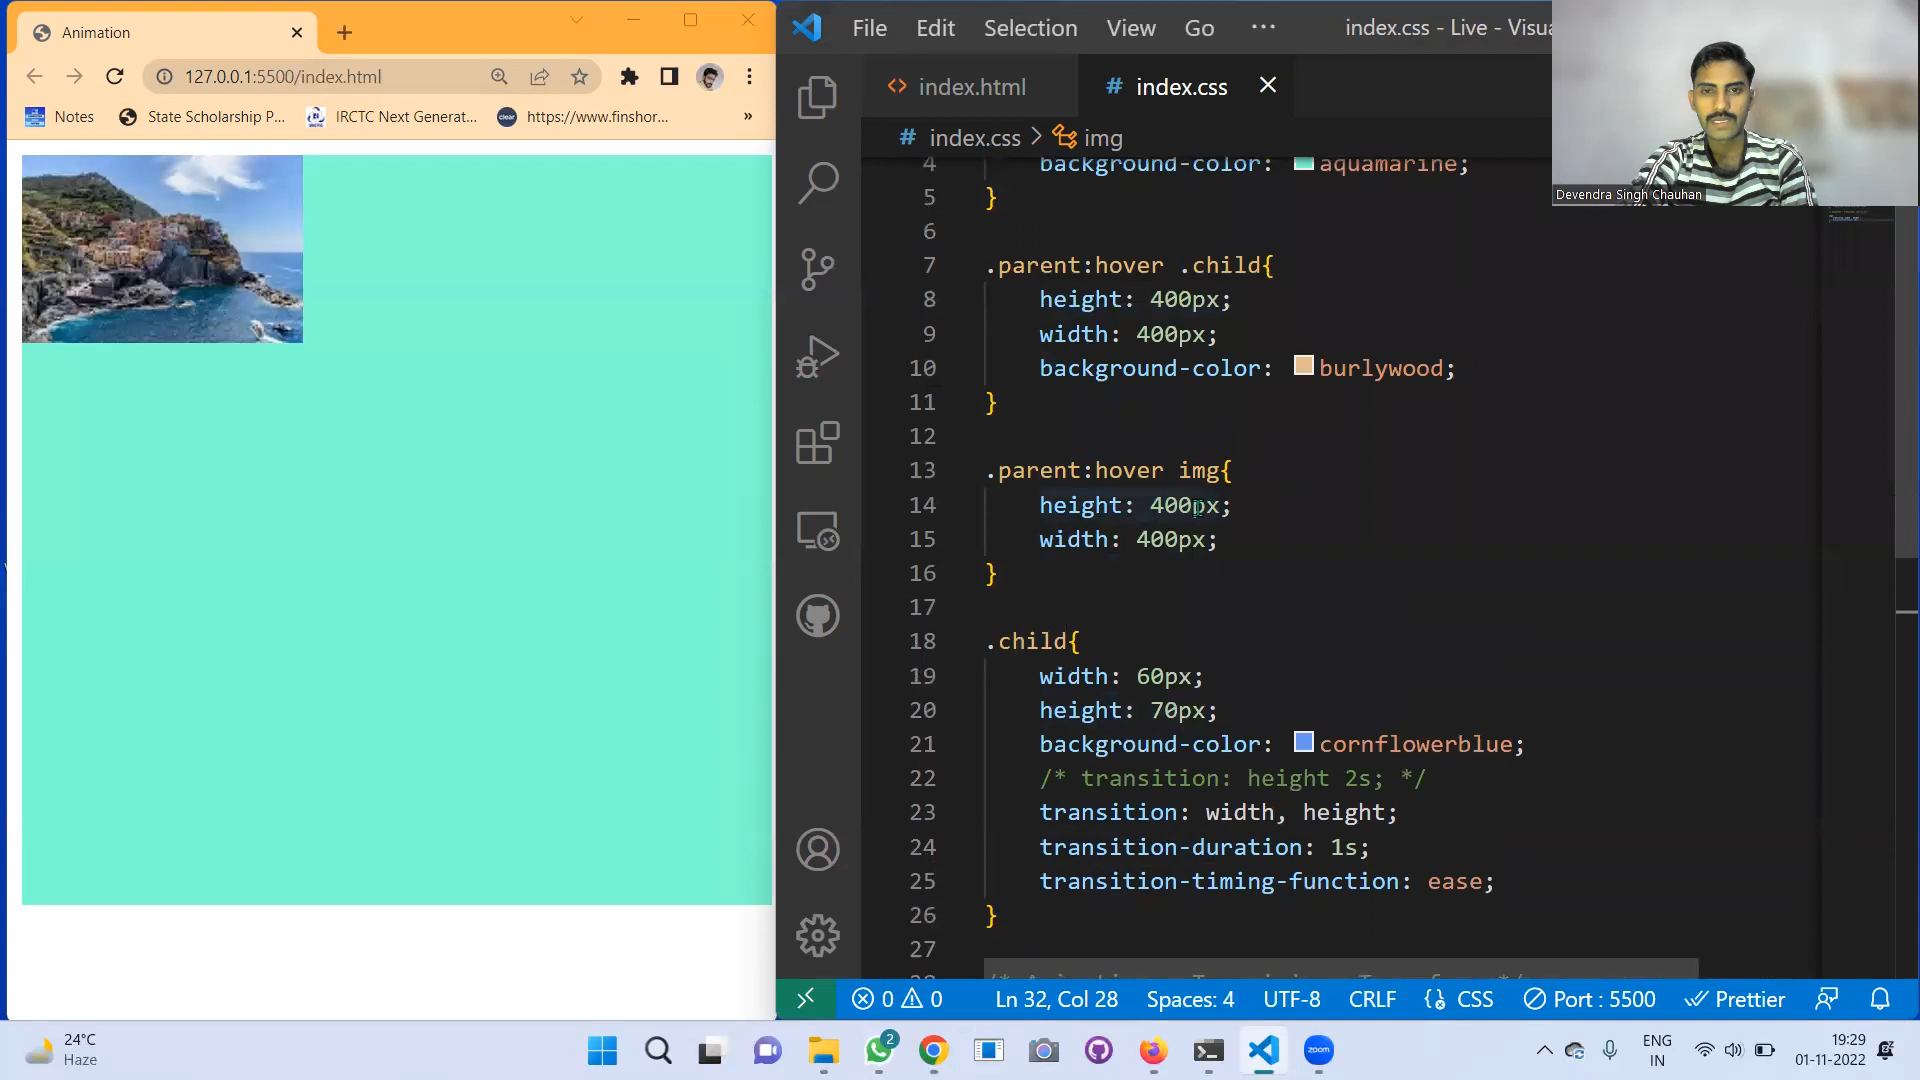 Animation
127.0.0.1:5500/index.html
Notes
State Scholarship P...
IRCTC Next Generat...
clear
https://www.finshor...
»
File Edit Selection View Go ···
index.css - Live - Visua
Devendra Singh Chauhan
<> index.html
# index.css
# index.css > img
4 background-color: aquamarine;
5 }
6
7 .parent:hover .child{
8 height: 400px;
9 width: 400px;
10 background-color: burlywood;
11 }
12
13 .parent:hover img{
14 height: 400px;
15 width: 400px;
16 }
17
18 .child{
19 width: 60px;
20 height: 70px;
21 background-color: cornflowerblue;
22 /* transition: height 2s; */
23 transition: width, height;
24 transition-duration: 1s;
25 transition-timing-function: ease;
26 }
27
0 0 Ln 32, Col 28 Spaces: 4 UTF-8 CRLF CSS Port : 5500 Prettier
24°C
Haze
2
zoom
ENG
IN
19:29
01-11-2022